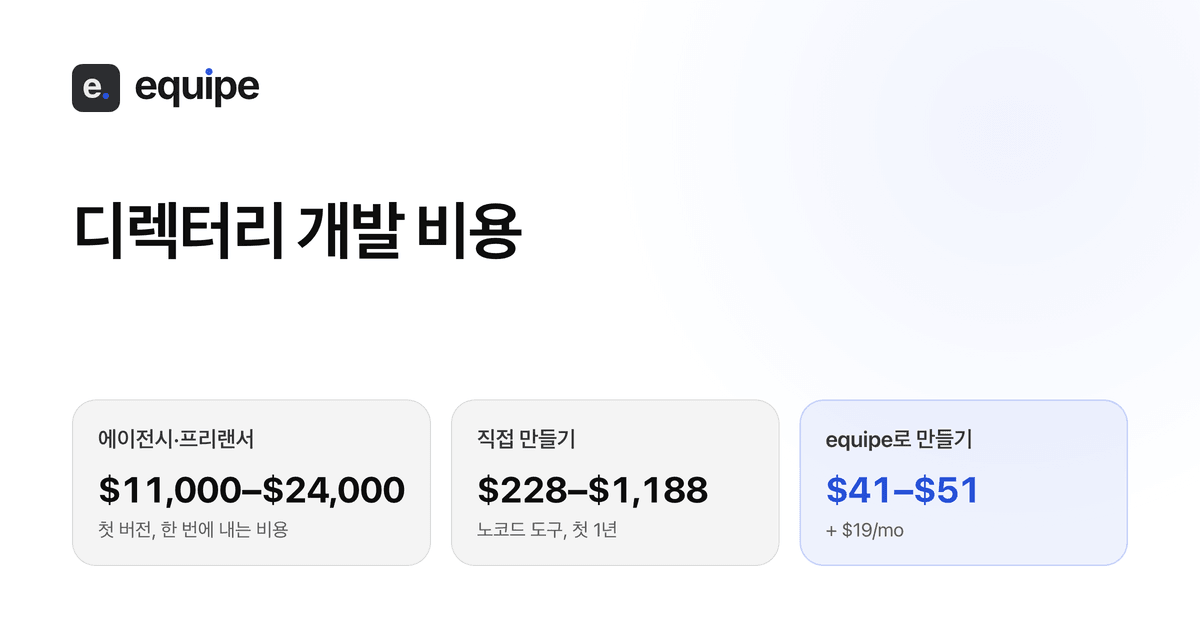 e.
equipe
디렉터리 개발 비용
에이전시·프리랜서
$11,000–$24,000
첫 버전, 한 번에 내는 비용
직접 만들기
$228–$1,188
노코드 도구, 첫 1년
equipe로 만들기
$41–$51
+ $19/mo